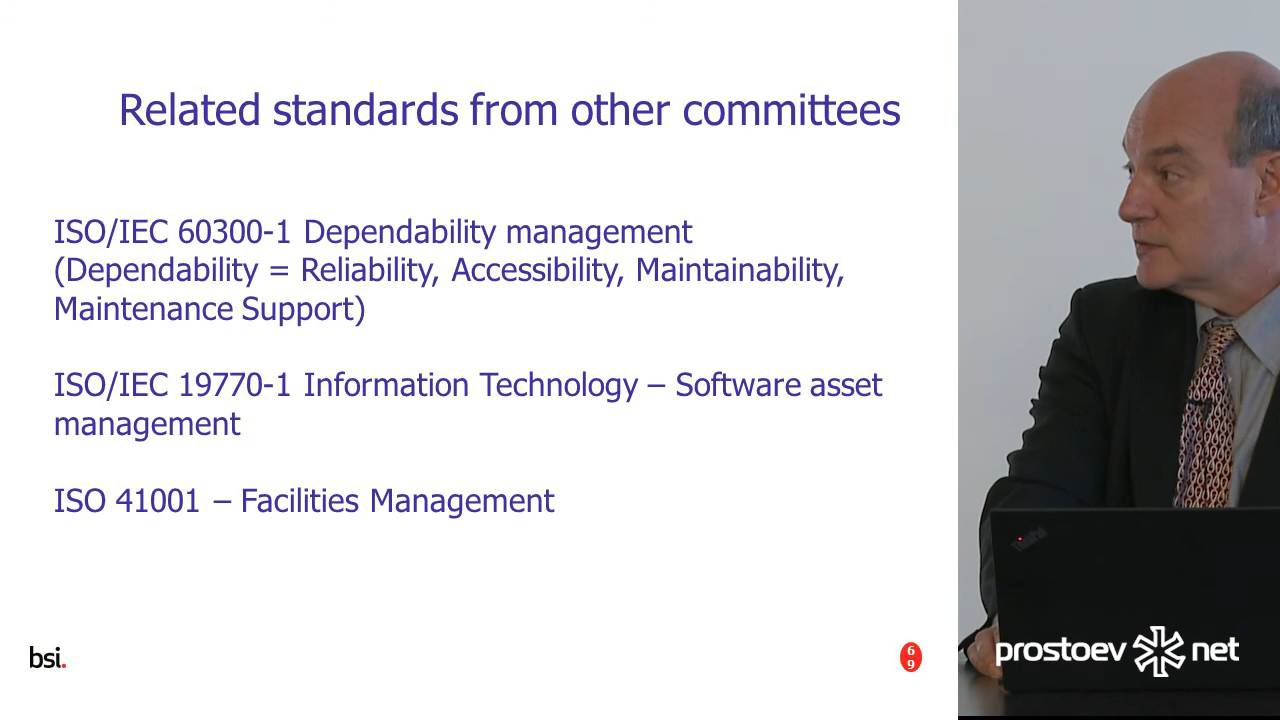 Related standards from other committees
ISO/IEC 60300-1 Dependability management
(Dependability = Reliability, Accessibility, Maintainability,
Maintenance Support)
ISO/IEC 19770-1 Information Technology – Software asset
management
ISO 41001 – Facilities Management
bsi.
6
9
ThinkPad
prostoev net